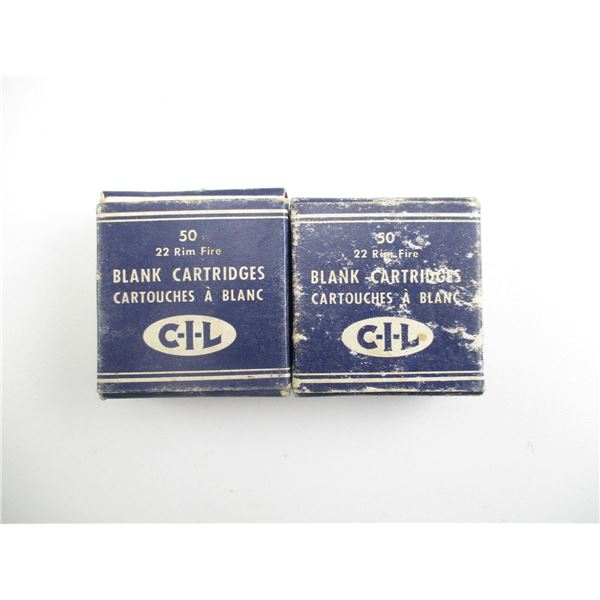 50
22 Rim Fire
BLANK CARTRIDGES
CARTOUCHES À BLANC
C-I-L
50
22 Rim Fire
BLANK CARTRIDGES
CARTOUCHES À BLANC
C-I-L